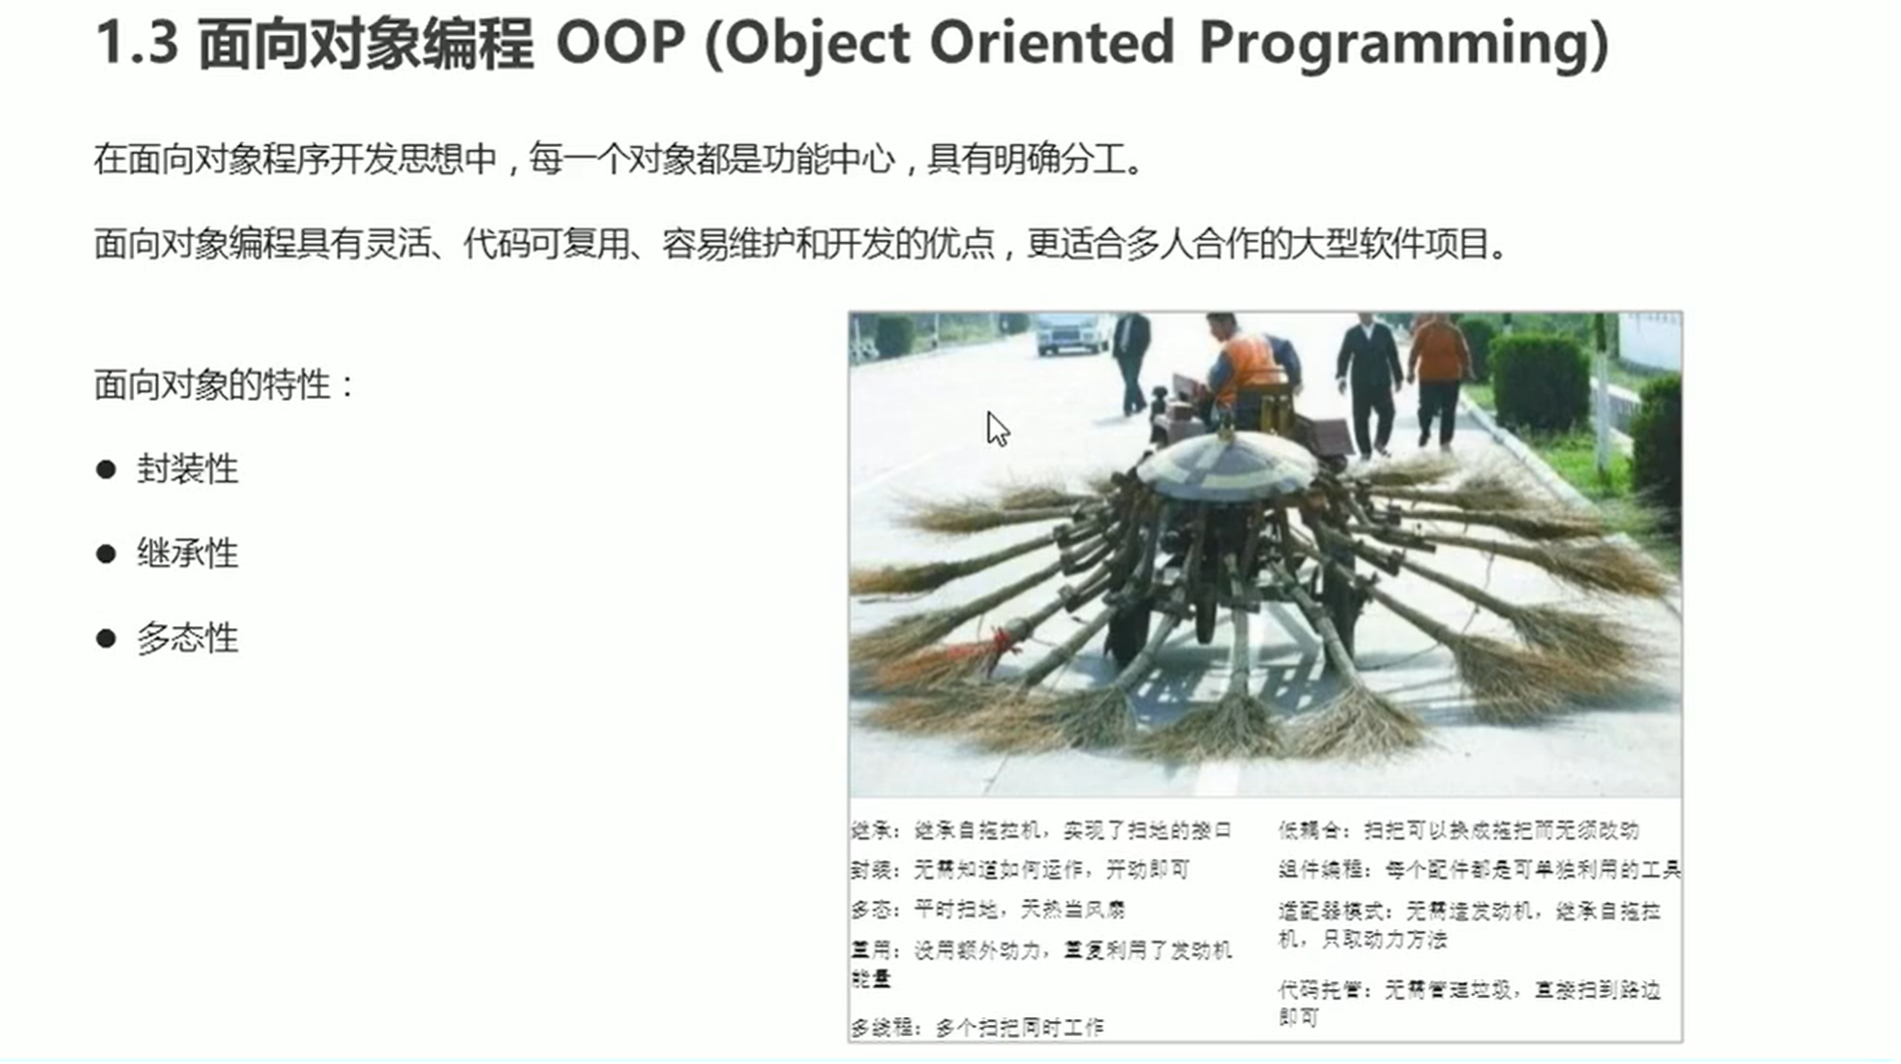 1.3 面向对象编程 OOP (Object Oriented Programming)
在面向对象程序开发思想中，每一个对象都是功能中心，具有明确分工。
面向对象编程具有灵活、代码可复用、容易维护和开发的优点，更适合多人合作的大型软件项目。
面向对象的特性：
● 封装性
● 继承性
● 多态性
继承：继承自拖拉机，实现了扫地的接口
封装：无需知道如何运作，开动即可
多态：平时扫地，天热当风扇
重用：没用额外动力，重复利用了发动机
能量
多线程：多个扫把同时工作
低耦合：扫把可以换成拖把而无须改动
组件编程：每个配件都是可单独利用的工具
适配器模式：无需造发动机，继承自拖拉
机，只取动力方法
代码托管：无需管理垃圾，直接扫到路边
即可